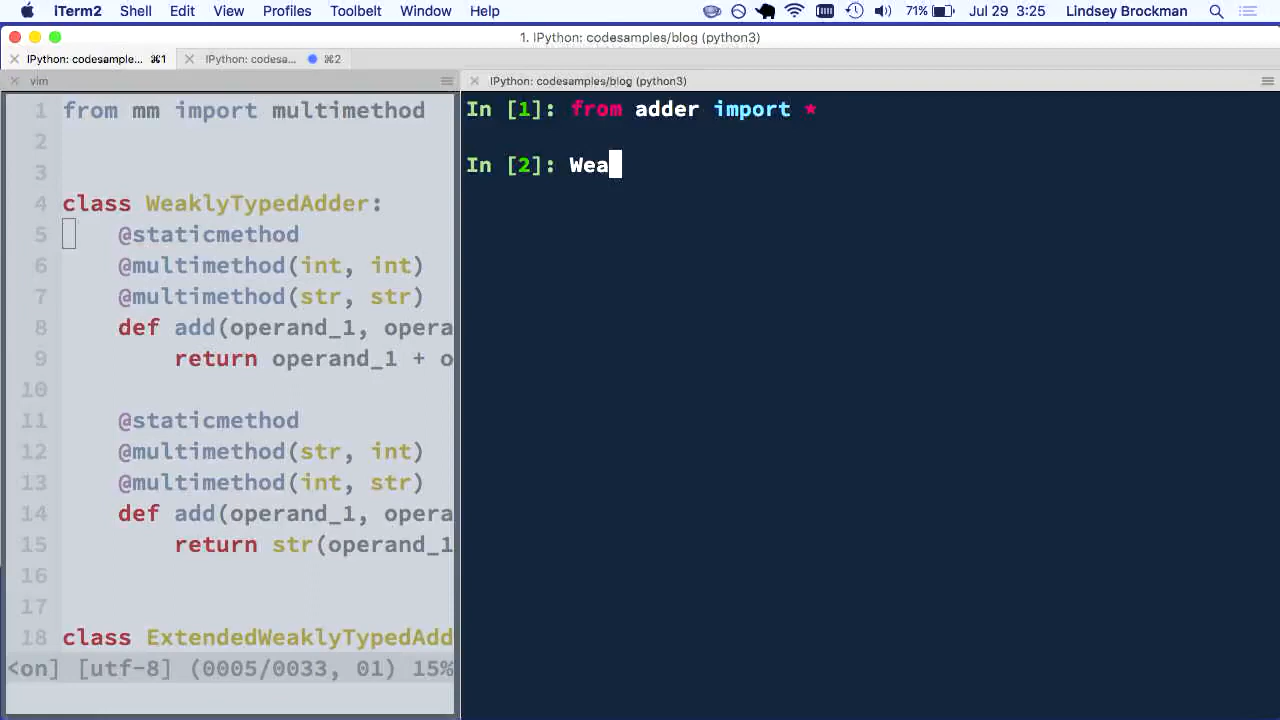 iTerm2 Shell Edit View Profiles Toolbelt Window Help 71% Jul 29 3:25 Lindsey Brockman
1. IPython: codesamples/blog (python3)
IPython: codesample... ⌘1 IPython: codesa... ⌘2
vim
1 from mm import multimethod
2
3
4 class WeaklyTypedAdder:
5 @staticmethod
6 @multimethod(int, int)
7 @multimethod(str, str)
8 def add(operand_1, opera
9 return operand_1 + o
10
11 @staticmethod
12 @multimethod(str, int)
13 @multimethod(int, str)
14 def add(operand_1, opera
15 return str(operand_1
16
17
18 class ExtendedWeaklyTypedAdd
<on] [utf-8] (0005/0033, 01) 15%
IPython: codesamples/blog (python3)
In [1]: from adder import *
In [2]: Wea